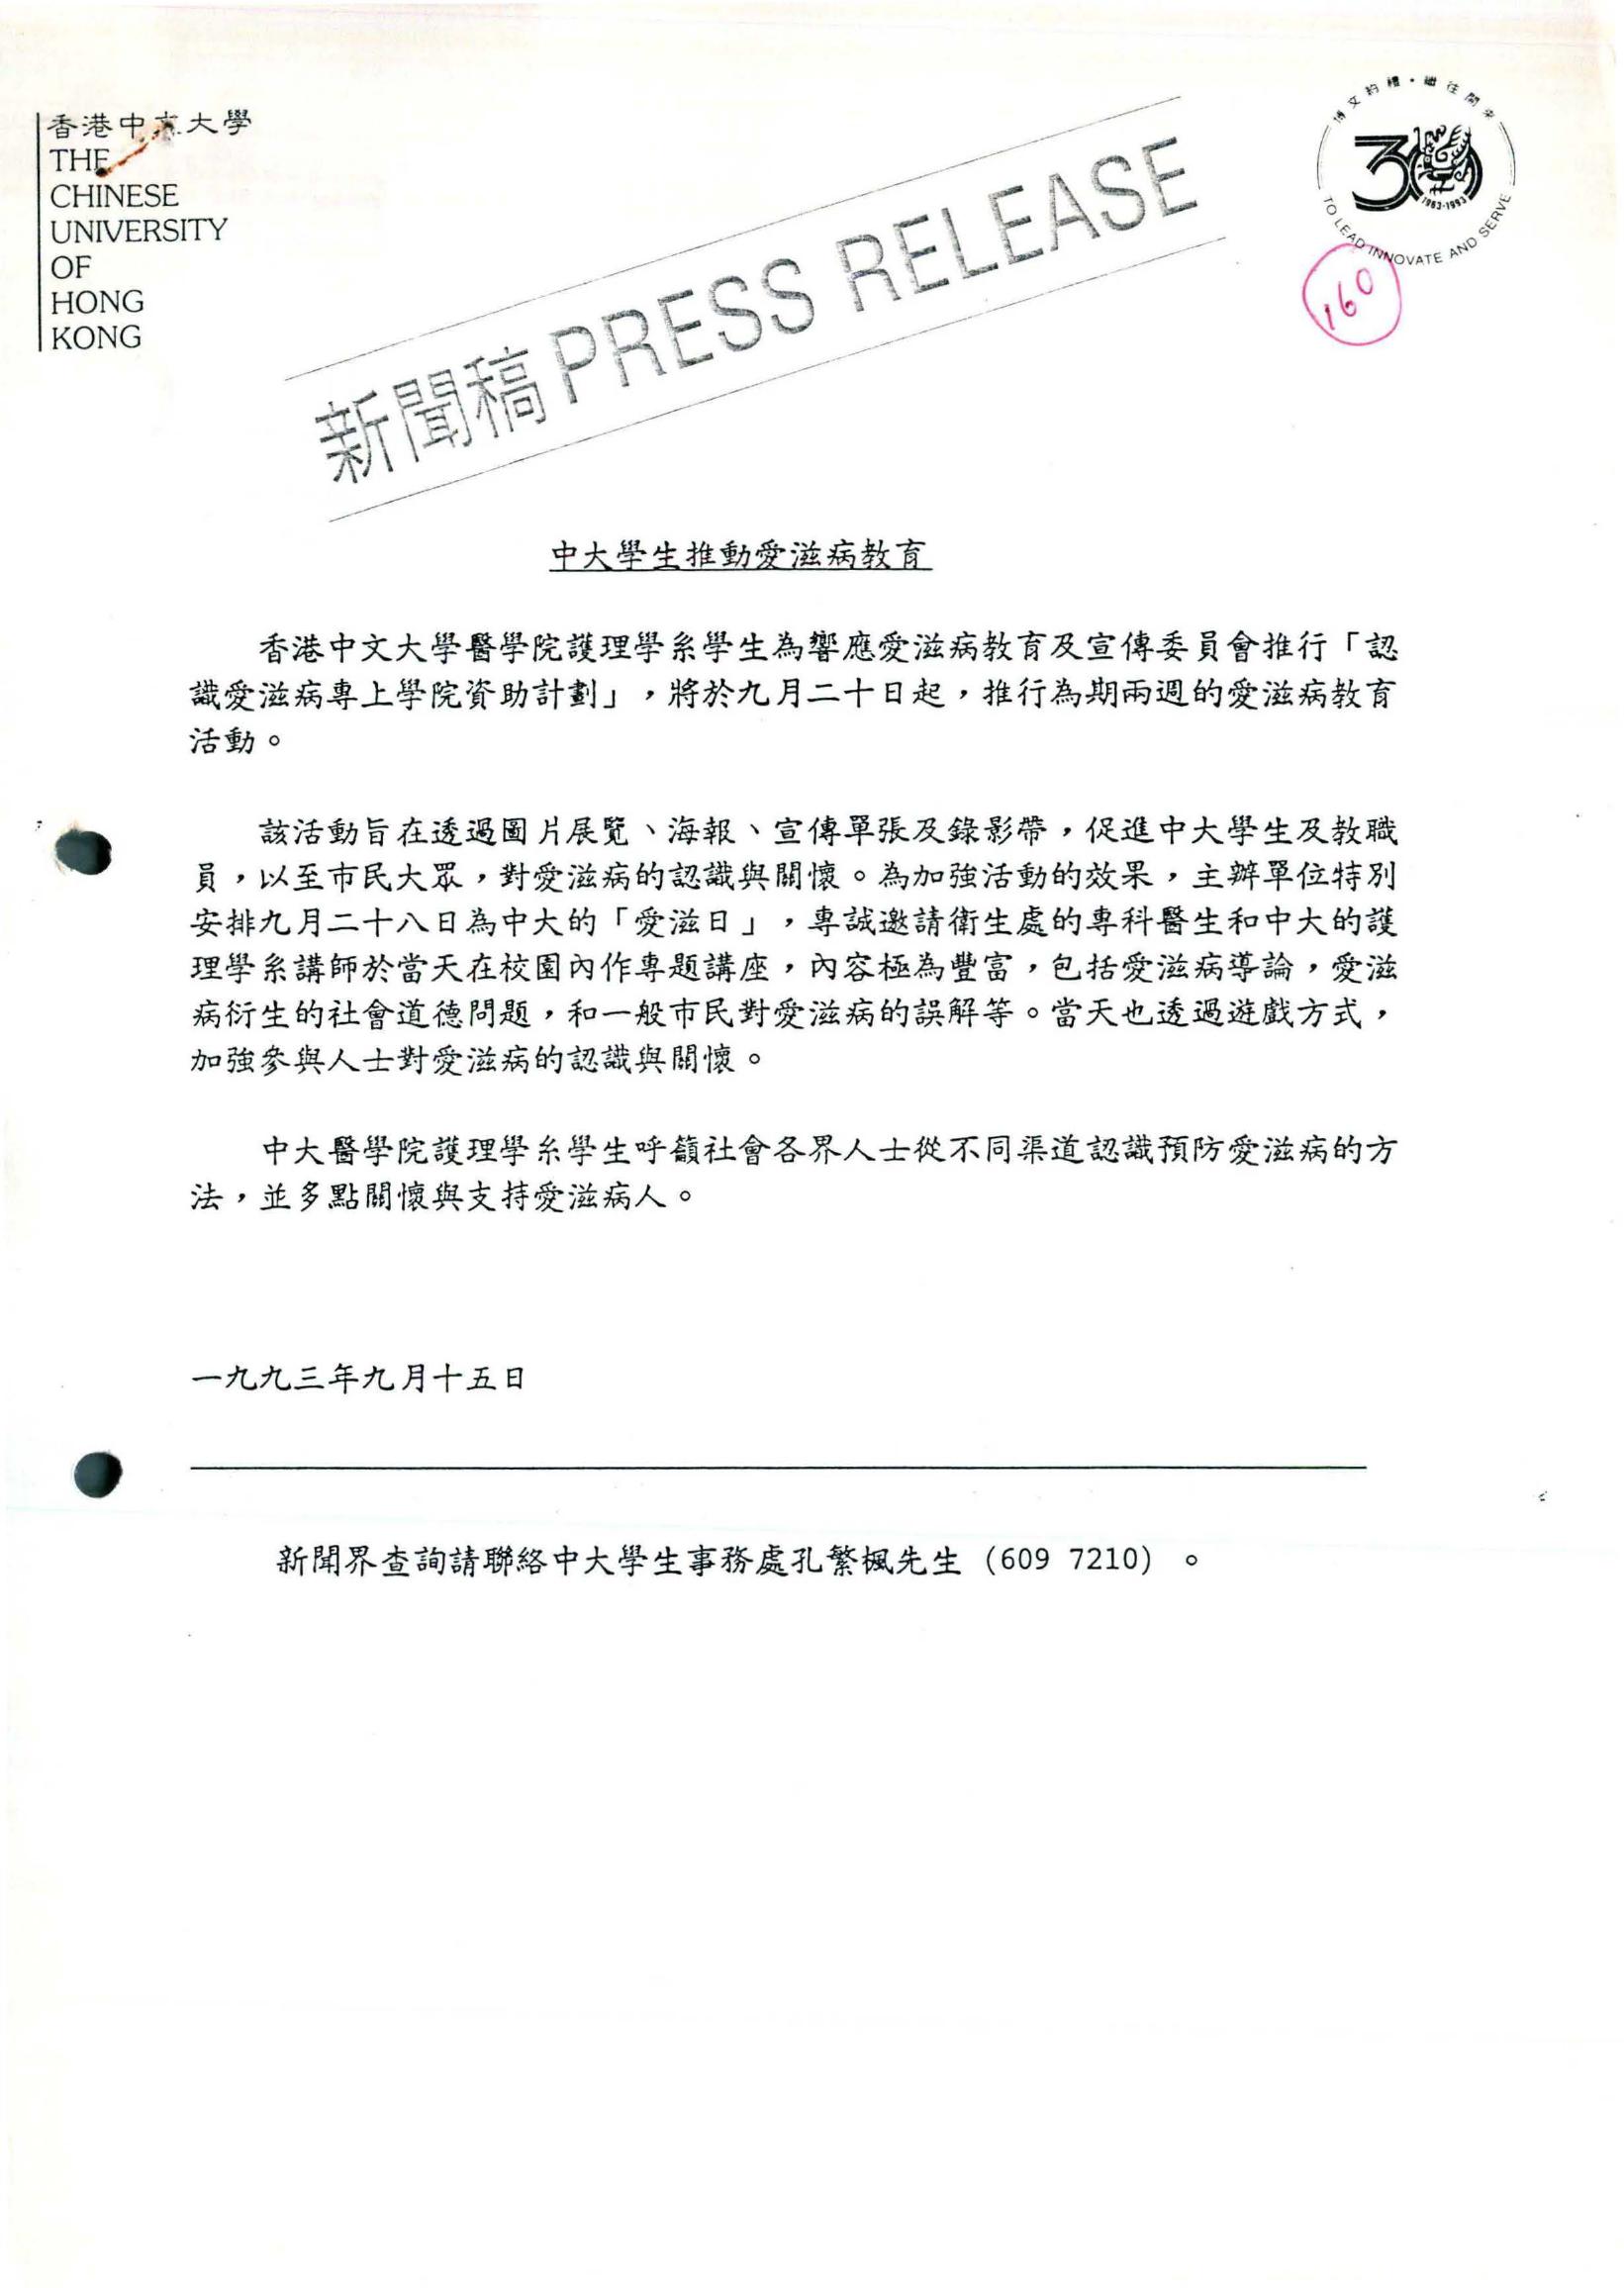 香港中文大學
THE
CHINESE
UNIVERSITY
OF
HONG
KONG
博文約禮・繼往開來
30
1963-1993
TO LEAD INNOVATE AND SERVE
160
新聞稿 PRESS RELEASE
中大學生推動愛滋病教育
香港中文大學醫學院護理學系學生為響應愛滋病教育及宣傳委員會推行「認
識愛滋病專上學院資助計劃」，將於九月二十日起，推行為期兩週的愛滋病教育
活動。
該活動旨在透過圖片展覽、海報、宣傳單張及錄影帶，促進中大學生及教職
員，以至市民大眾，對愛滋病的認識與關懷。為加強活動的效果，主辦單位特別
安排九月二十八日為中大的「愛滋日」，專誠邀請衛生處的專科醫生和中大的護
理學系講師於當天在校園內作專題講座，內容極為豐富，包括愛滋病導論，愛滋
病衍生的社會道德問題，和一般市民對愛滋病的誤解等。當天也透過遊戲方式，
加強參與人士對愛滋病的認識與關懷。
中大醫學院護理學系學生呼籲社會各界人士從不同渠道認識預防愛滋病的方
法，並多點關懷與支持愛滋病人。
一九九三年九月十五日
新聞界查詢請聯絡中大學生事務處孔繁楓先生 (609 7210) 。